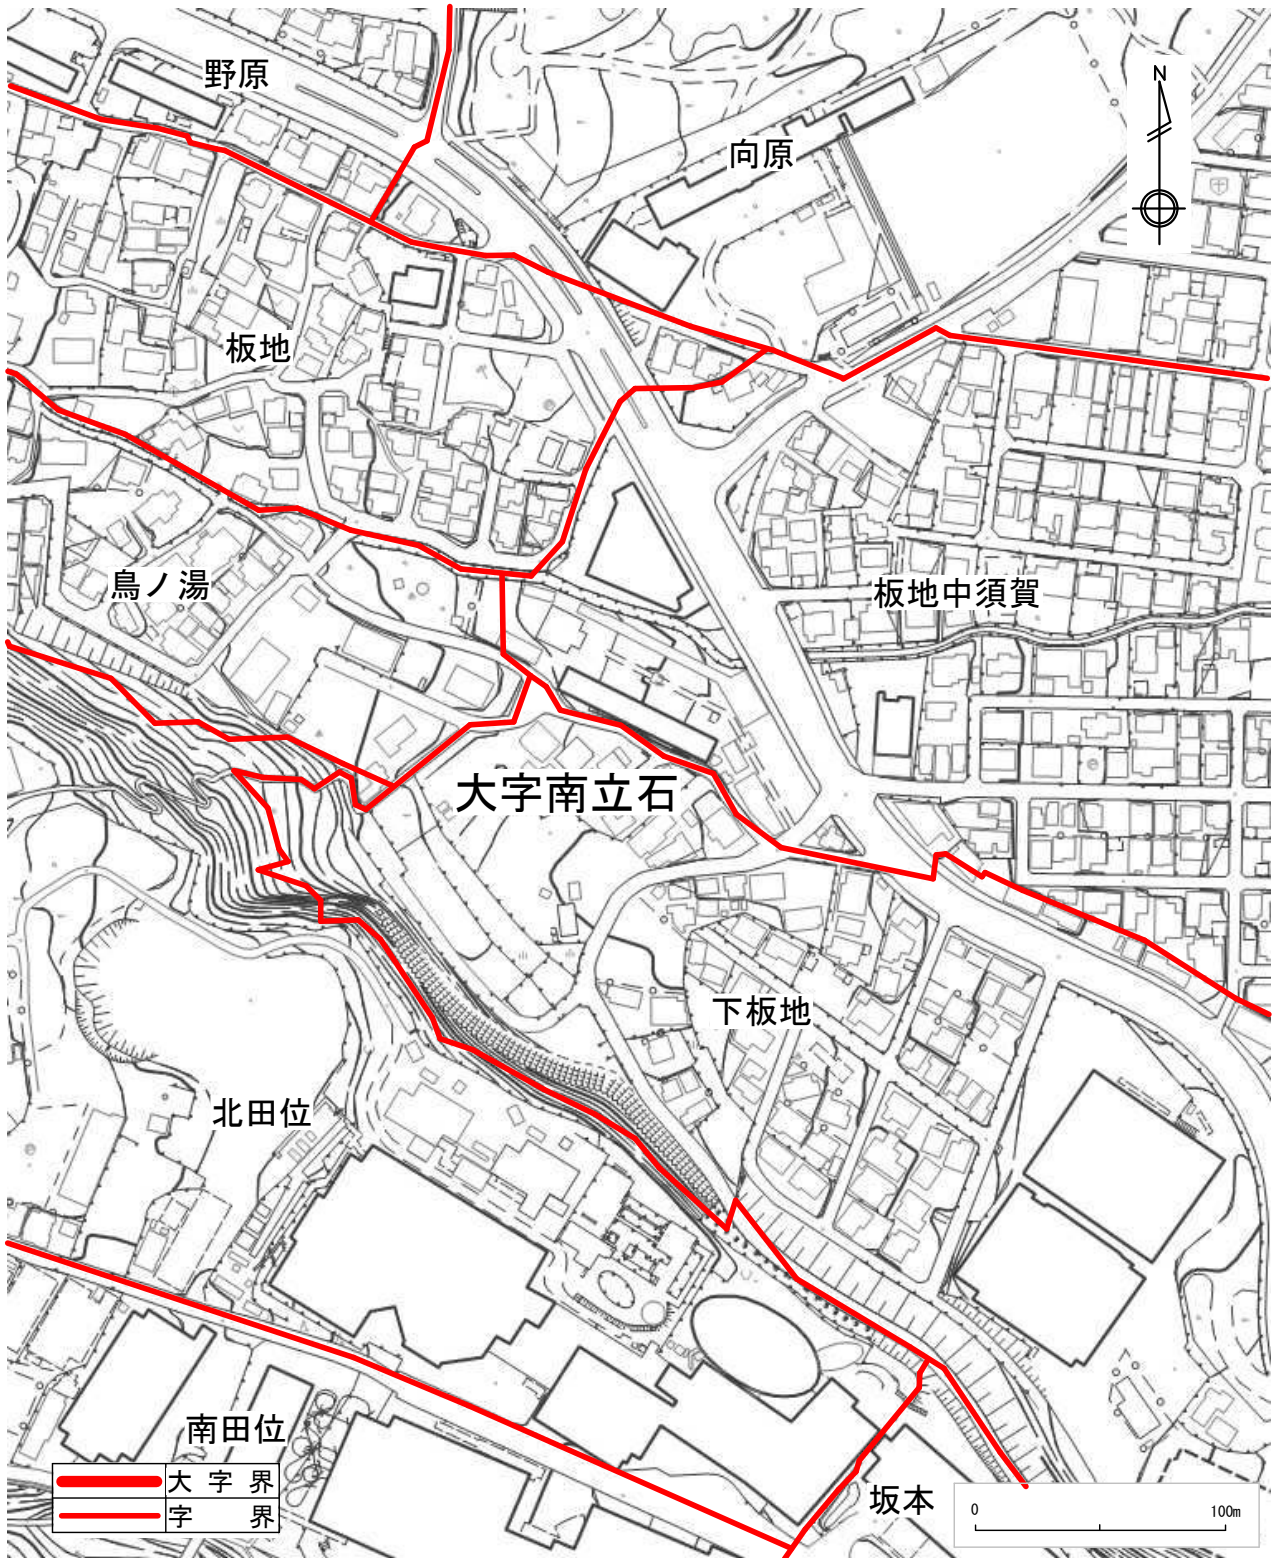 野原
N
向原
板地
鳥ノ湯
板地中須賀
大字南立石
下板地
北田位
南田位
大字界
字界
坂本
0 100m